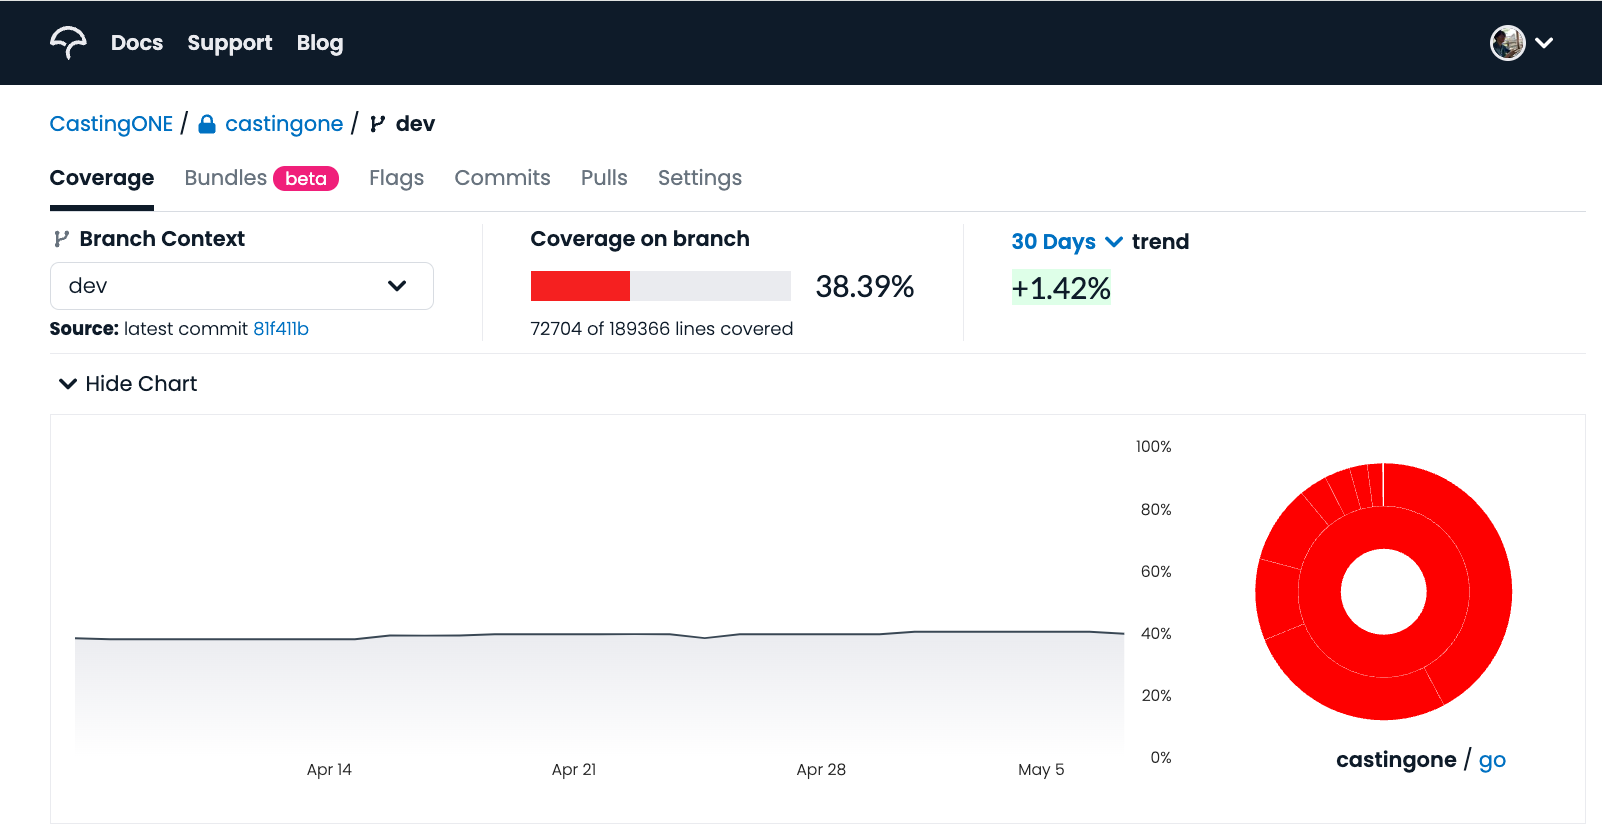 Docs Support Blog
CastingONE / castingone / dev
Coverage Bundles beta Flags Commits Pulls Settings
Branch Context
dev
Source: latest commit 81f411b
Coverage on branch
38.39%
72704 of 189366 lines covered
30 Days trend
+1.42%
Hide Chart
100%
80%
60%
40%
20%
0%
Apr 14 Apr 21 Apr 28 May 5
castingone / go